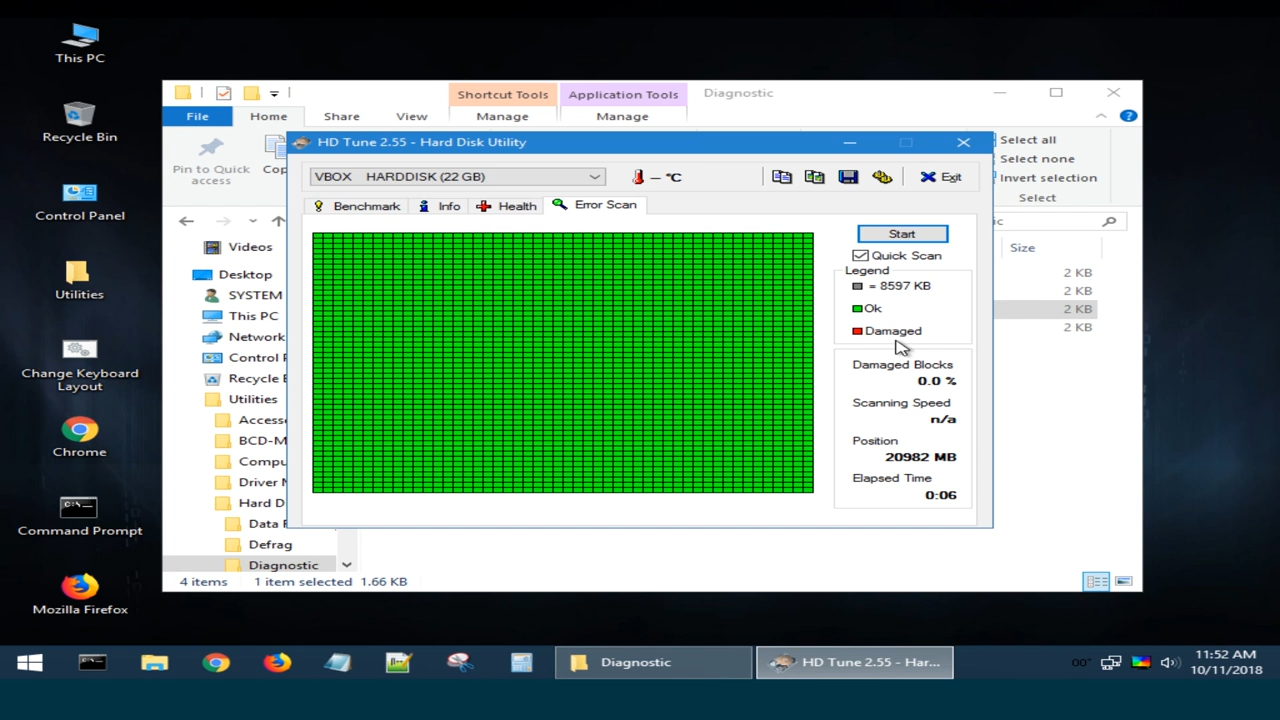 This PC
Recycle Bin
Control Panel
Utilities
Change Keyboard
Layout
Chrome
Command Prompt
Mozilla Firefox
Shortcut Tools
Application Tools
Diagnostic
File
Home
Share
View
Manage
Manage
Pin to Quick
access
Cop
Select all
Select none
Invert selection
Select
HD Tune 2.55 - Hard Disk Utility
VBOX HARDDISK (22 GB)
– °C
Exit
Benchmark
Info
Health
Error Scan
Start
Quick Scan
Legend
= 8597 KB
Ok
Damaged
Damaged Blocks
0.0 %
Scanning Speed
n/a
Position
20982 MB
Elapsed Time
0:06
ic
Size
2 KB
2 KB
2 KB
2 KB
Videos
Desktop
SYSTEM
This PC
Network
Control P
Recycle B
Utilities
Access
BCD-M
Compu
Driver M
Hard D
Data
Defrag
Diagnostic
4 items 1 item selected 1.66 KB
Diagnostic
HD Tune 2.55 - Har...
00°
11:52 AM
10/11/2018